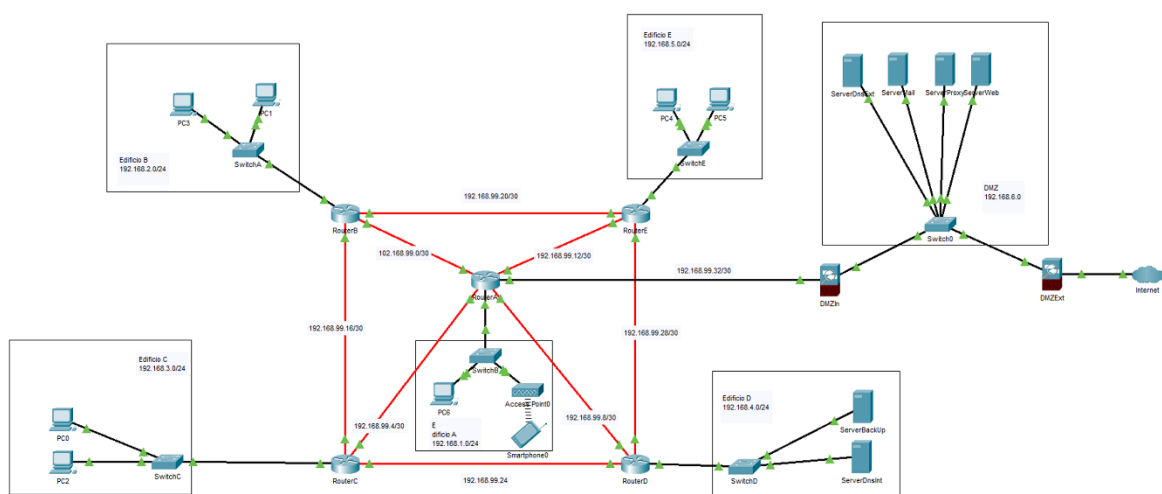 Edificio E
192.168.5.0/24
DMZ
192.168.6.0
ServerDnsExt
ServerMail
ServerProxy
ServerWeb
PC3
PC1
PC4
PC5
Edificio B
192.168.2.0/24
SwitchA
SwitchE
192.168.99.20/30
RouterB
RouterE
Switch0
102.168.99.0/30
192.168.99.12/30
192.168.99.32/30
RouterA
DMZIn
DMZExt
Internet
192.168.99.16/30
192.168.99.28/30
Edificio C
192.168.3.0/24
SwitchB
PC6
Access Point0
Edificio D
192.168.4.0/24
192.168.99.4/30
192.168.99.8/30
E
dificio A
192.168.1.0/24
Smartphone0
PC0
PC2
SwitchC
RouterC
192.168.99.24
RouterD
SwitchD
ServerBackUp
ServerDnsInt